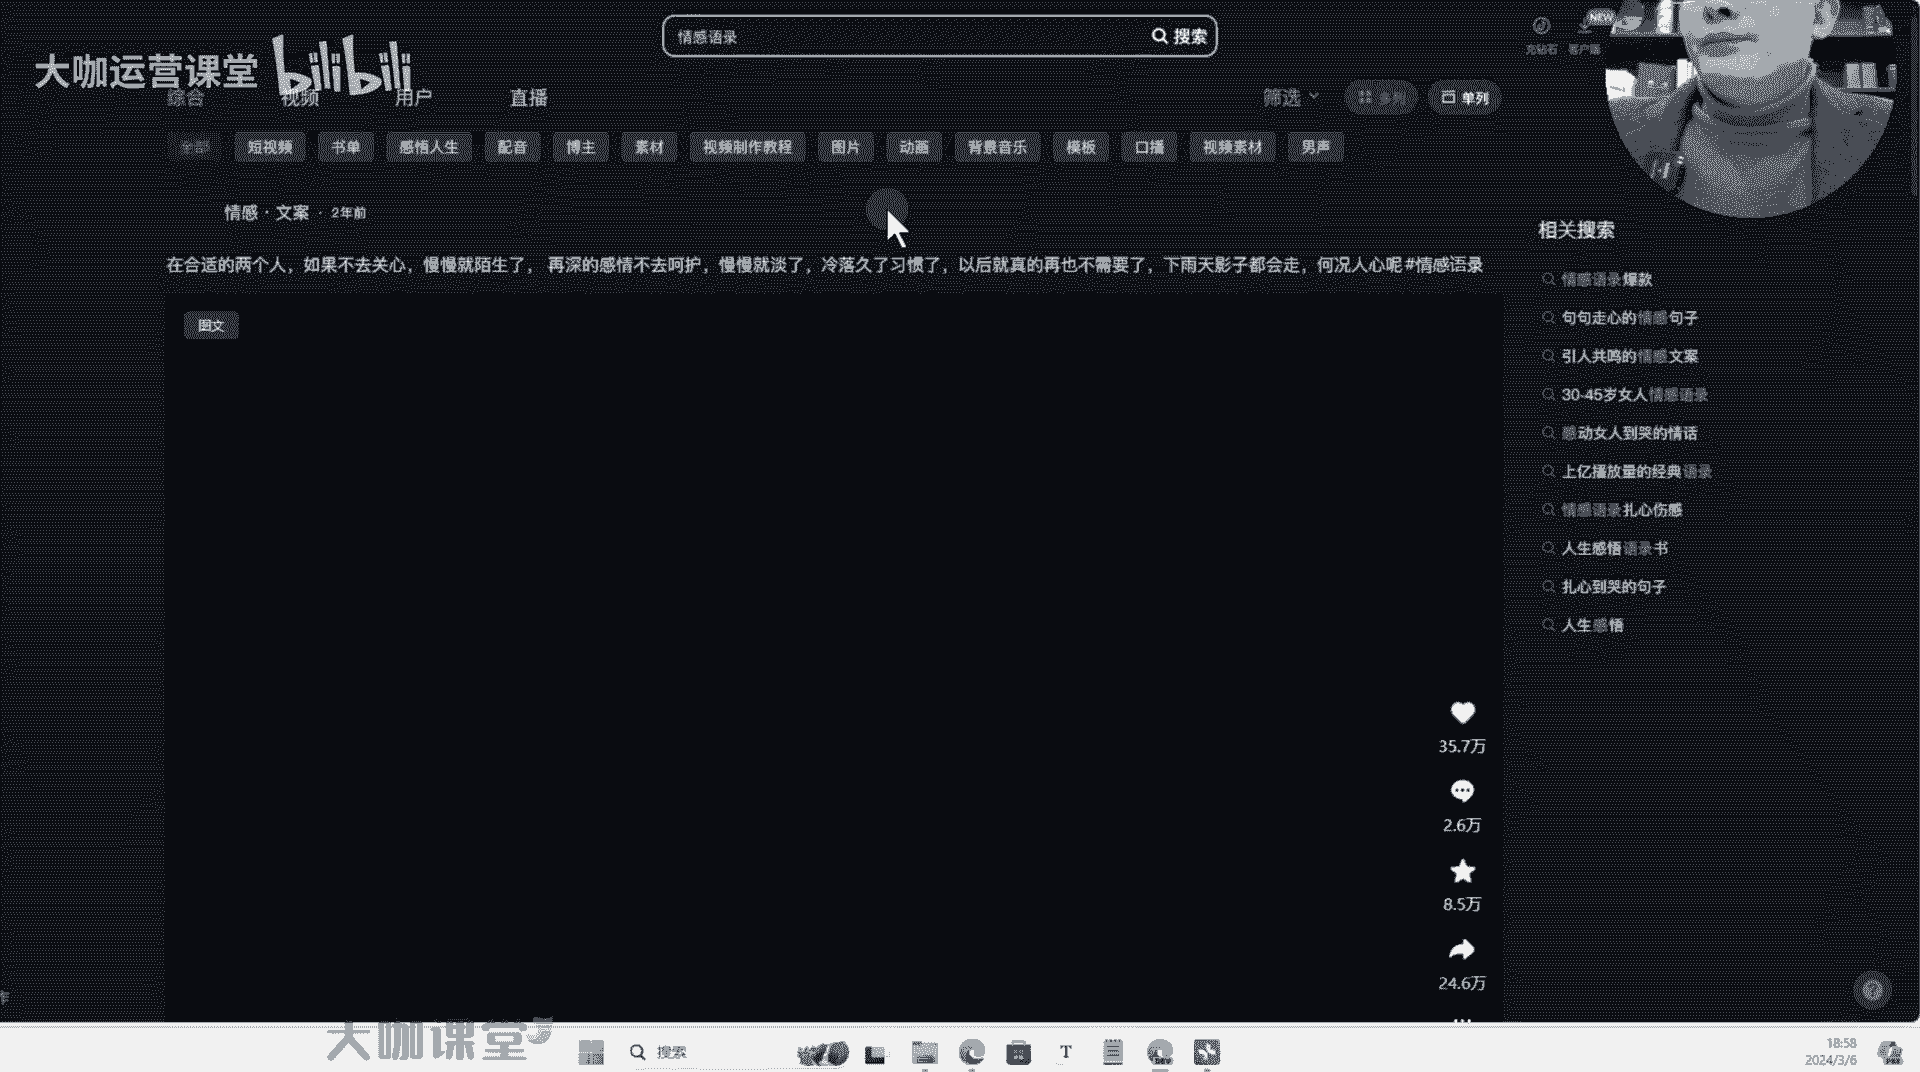 情感语录
搜索
NEW
充钻石 客户端
大咖运营课堂 bilibili
综合 视频 用户 直播
筛选 多列 单列
全部 短视频 书单 感悟人生 配音 博主 素材 视频制作教程 图片 动画 背景音乐 模板 口播 视频素材 男声
情感·文案 · 2年前
在合适的两个人，如果不去关心，慢慢就陌生了， 再深的感情不去呵护，慢慢就淡了，冷落久了习惯了，以后就真的再也不需要了，下雨天影子都会走，何况人心呢#情感语录
图文
35.7万
2.6万
8.5万
24.6万
相关搜索
情感语录爆款
句句走心的情感句子
引人共鸣的情感文案
30-45岁女人情感语录
感动女人到哭的情话
上亿播放量的经典语录
情感语录扎心伤感
人生感悟语录书
扎心到哭的句子
人生感悟
大咖课堂
搜索
T
DEV
18:58
2024/3/6